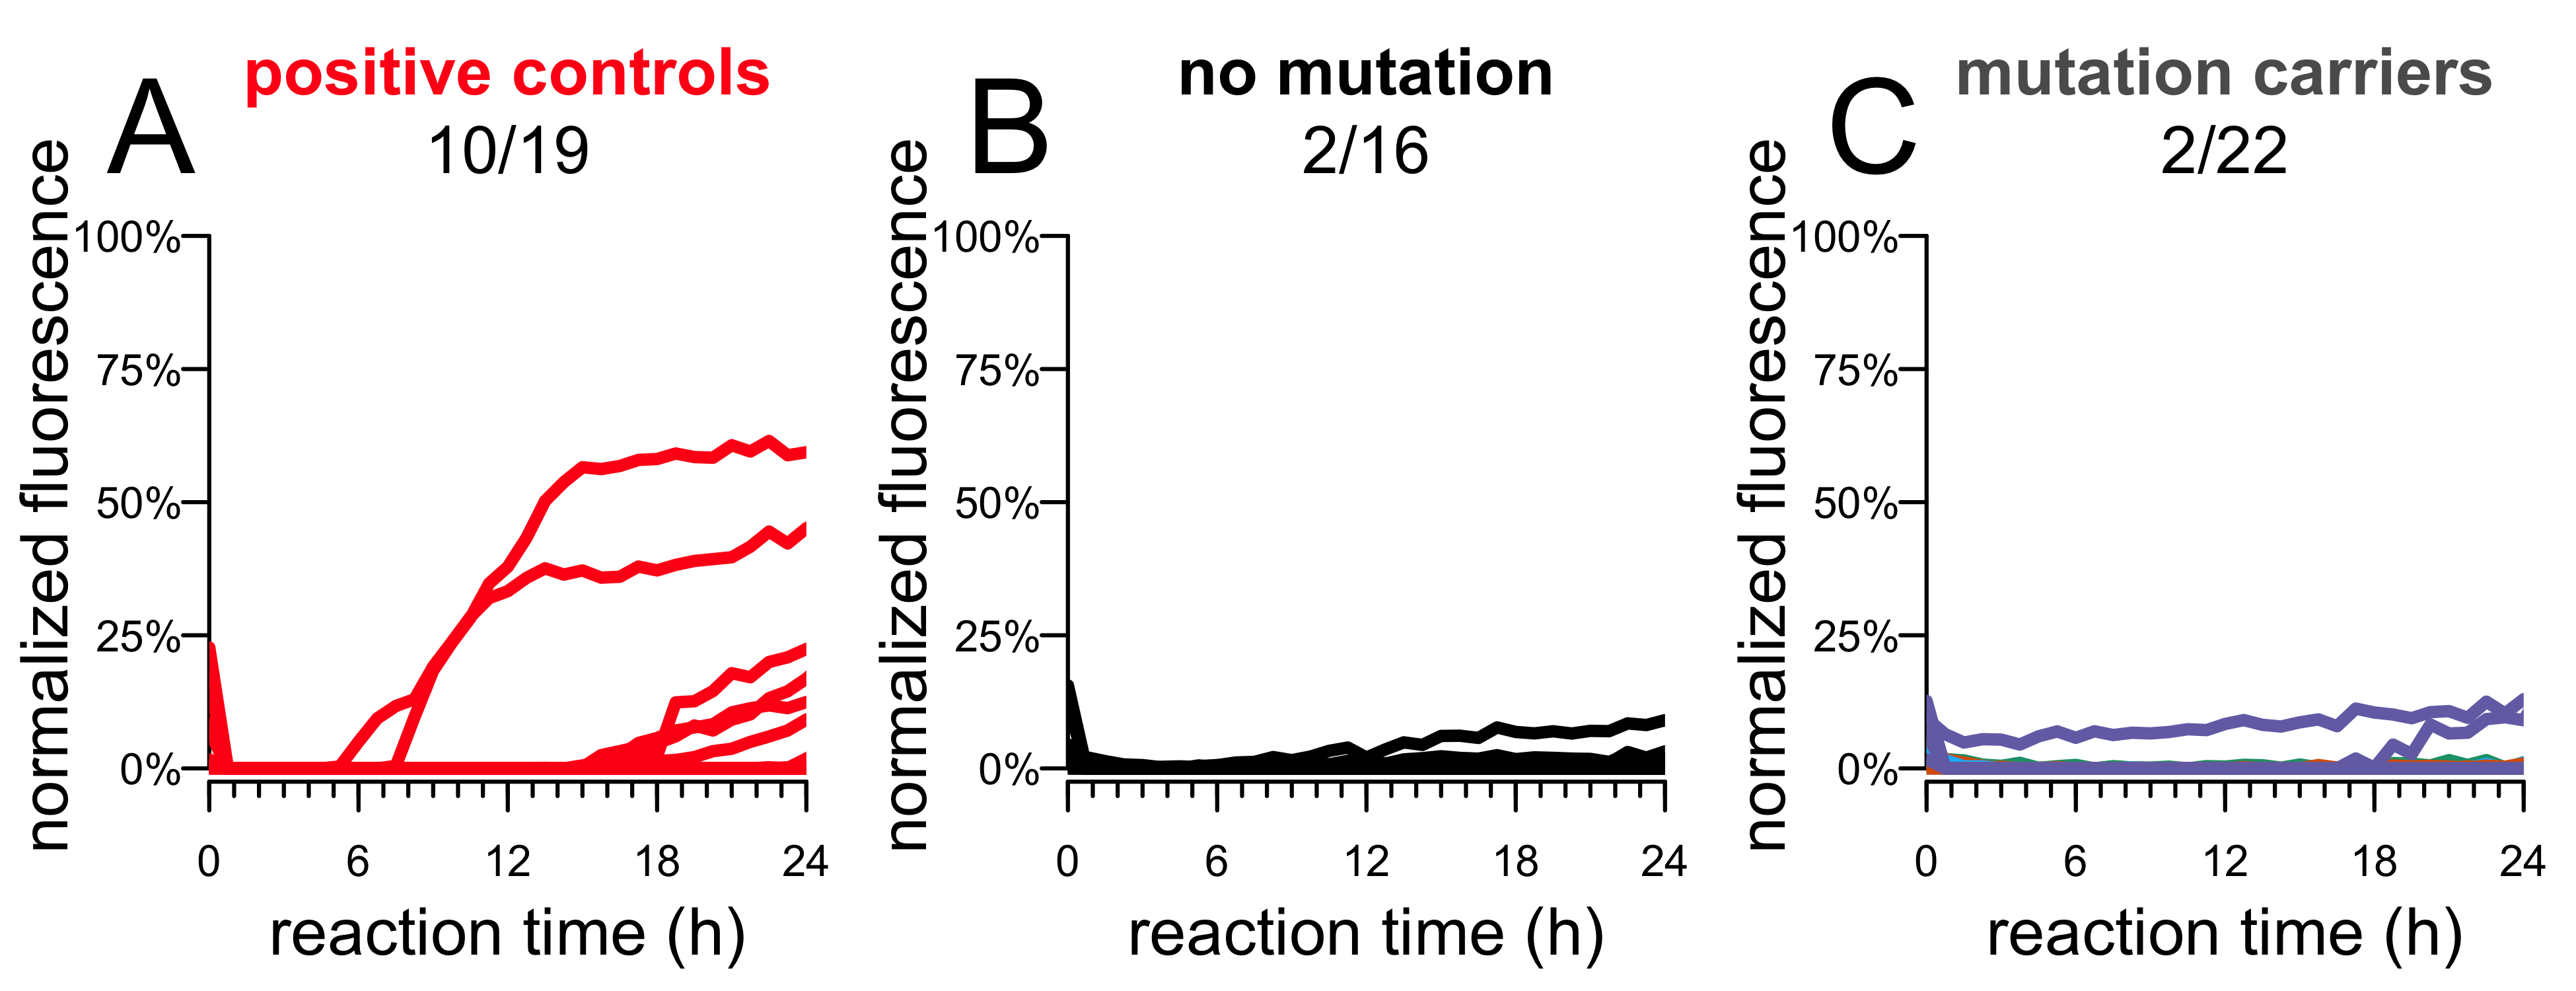 A
positive controls
10/19
normalized fluorescence
100%
75%
50%
25%
0%
0 6 12 18 24
reaction time (h)
B
no mutation
2/16
normalized fluorescence
100%
75%
50%
25%
0%
0 6 12 18 24
reaction time (h)
C
mutation carriers
2/22
normalized fluorescence
100%
75%
50%
25%
0%
0 6 12 18 24
reaction time (h)